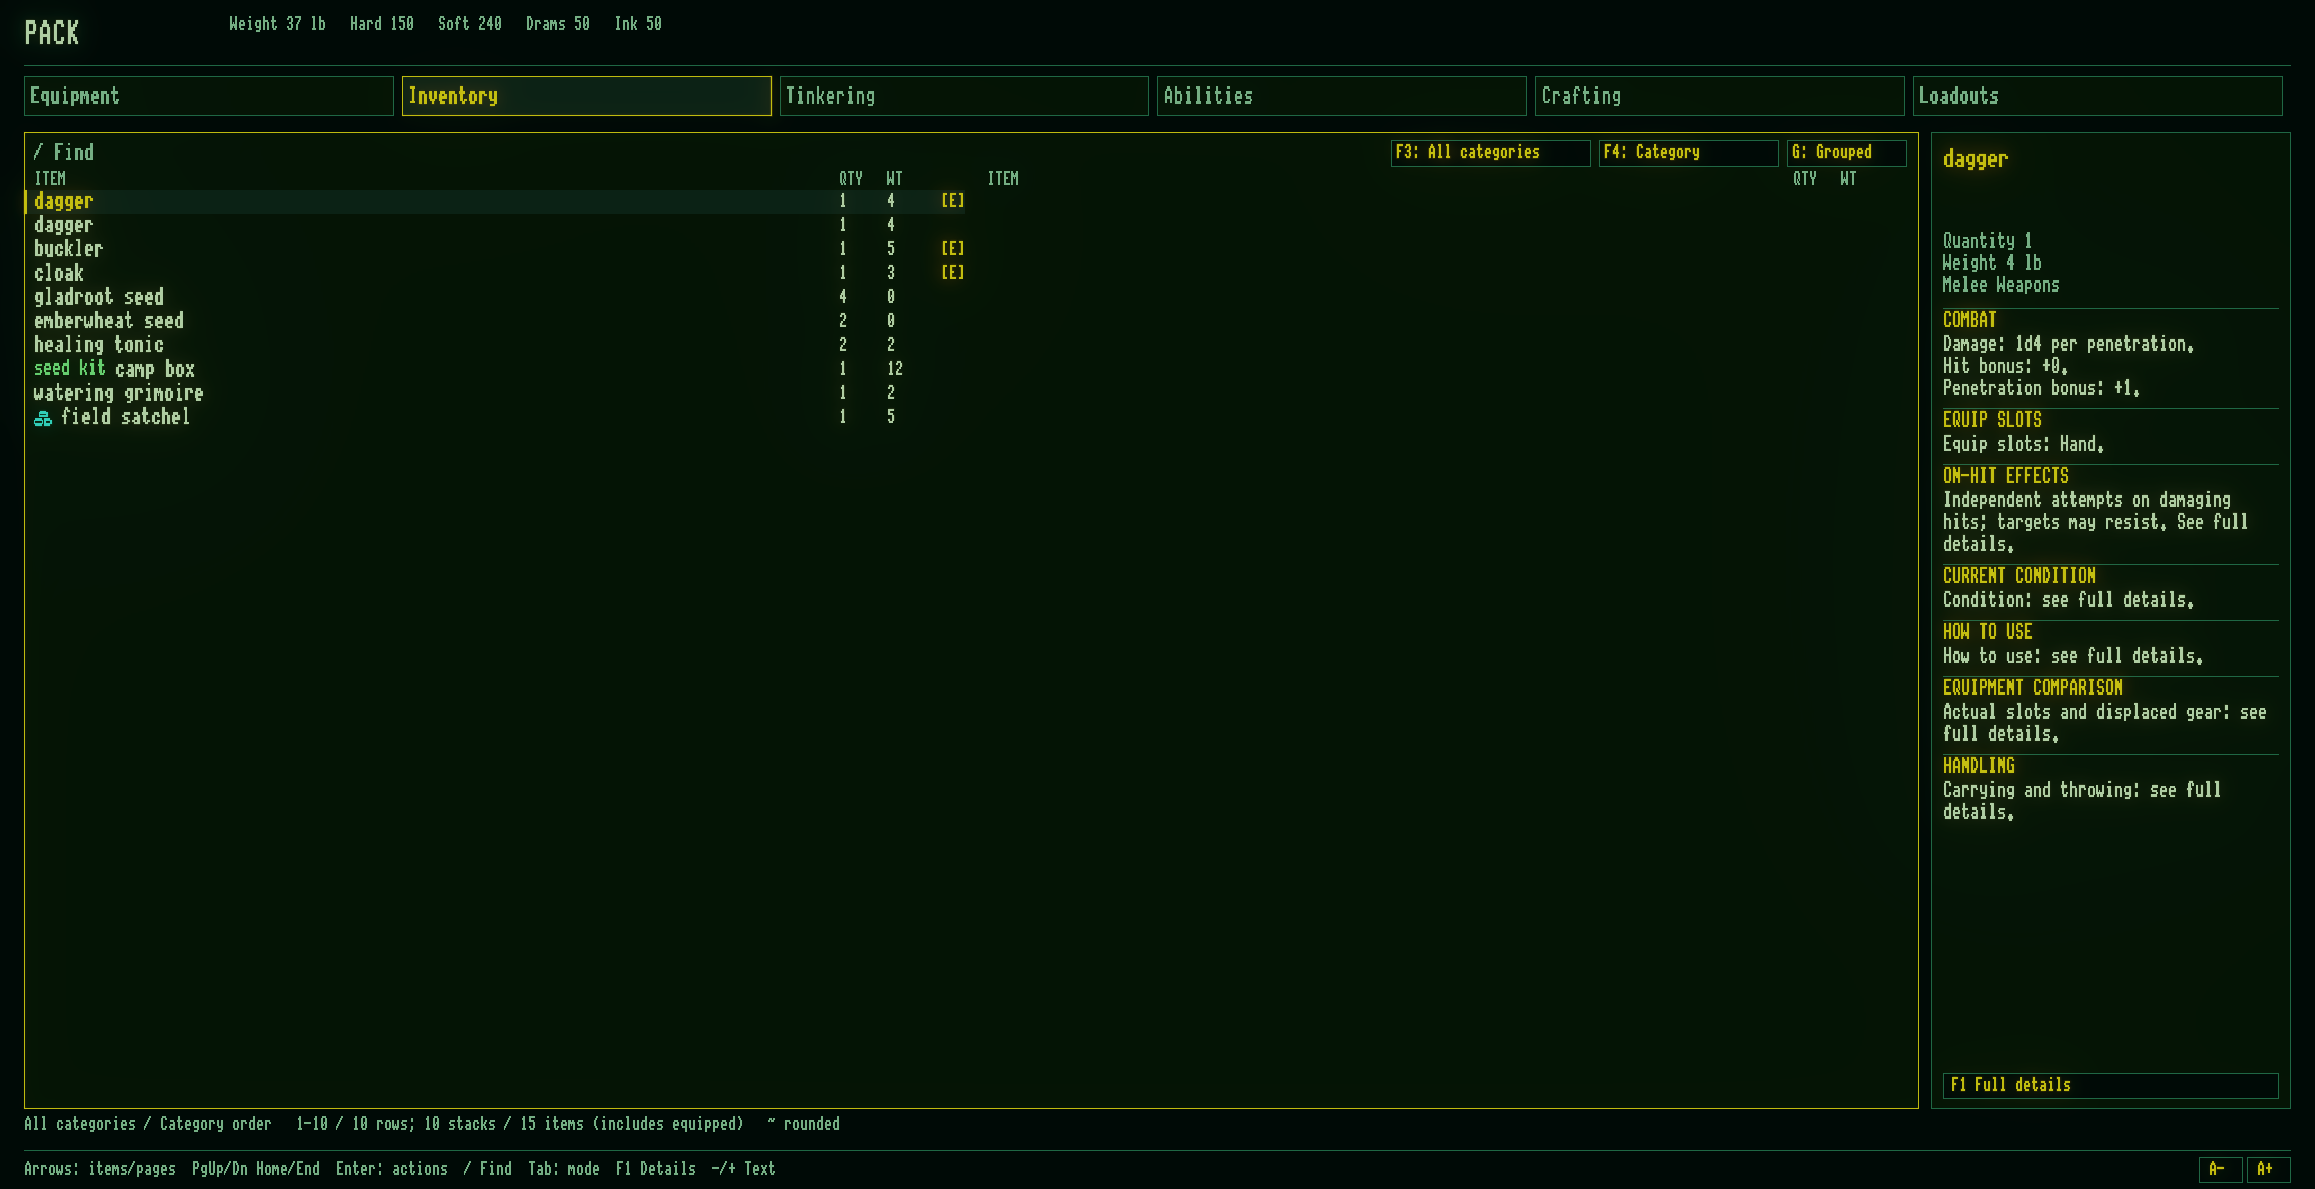 PACK
Weight 37 lb Hard 150 Soft 240 Drams 50 Ink 50
Equipment Inventory Tinkering Abilities Crafting Loadouts
/ Find
F3: All categories F4: Category G: Grouped
ITEM QTY WT ITEM QTY WT
dagger 1 4 [E]
dagger 1 4
buckler 1 5 [E]
cloak 1 3 [E]
gladroot seed 4 0
emberwheat seed 2 0
healing tonic 2 2
seed kit camp box 1 12
watering grimoire 1 2
field satchel 1 5
dagger
Quantity 1
Weight 4 lb
Melee Weapons
COMBAT
Damage: 1d4 per penetration.
Hit bonus: +0.
Penetration bonus: +1.
EQUIP SLOTS
Equip slots: Hand.
ON-HIT EFFECTS
Independent attempts on damaging
hits; targets may resist. See full
details.
CURRENT CONDITION
Condition: see full details.
HOW TO USE
How to use: see full details.
EQUIPMENT COMPARISON
Actual slots and displaced gear: see
full details.
HANDLING
Carrying and throwing: see full
details.
F1 Full details
All categories / Category order 1-10 / 10 rows; 10 stacks / 15 items (includes equipped) ~ rounded
Arrows: items/pages PgUp/Dn Home/End Enter: actions / Find Tab: mode F1 Details -/+ Text
A- A+